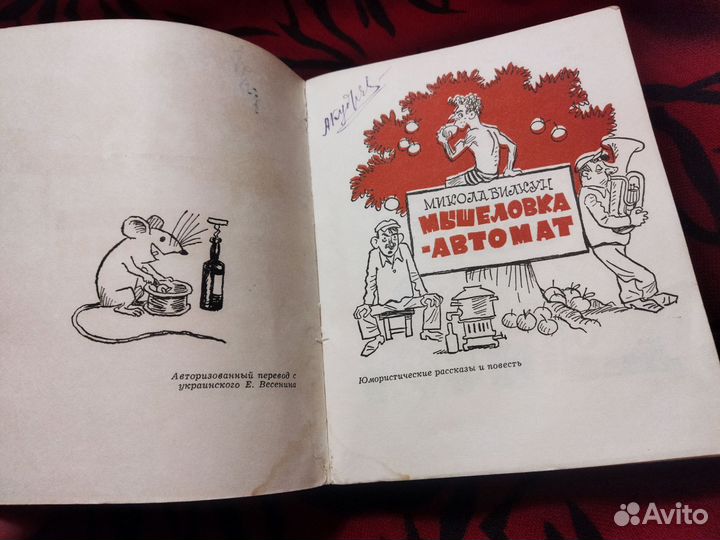 Авторизованный перевод с
украинского Е. Весенина
МИКОЛА ВИЛКУН
МЫШЕЛОВКА
-АВТОМАТ
Юмористические рассказы и повесть
Avito